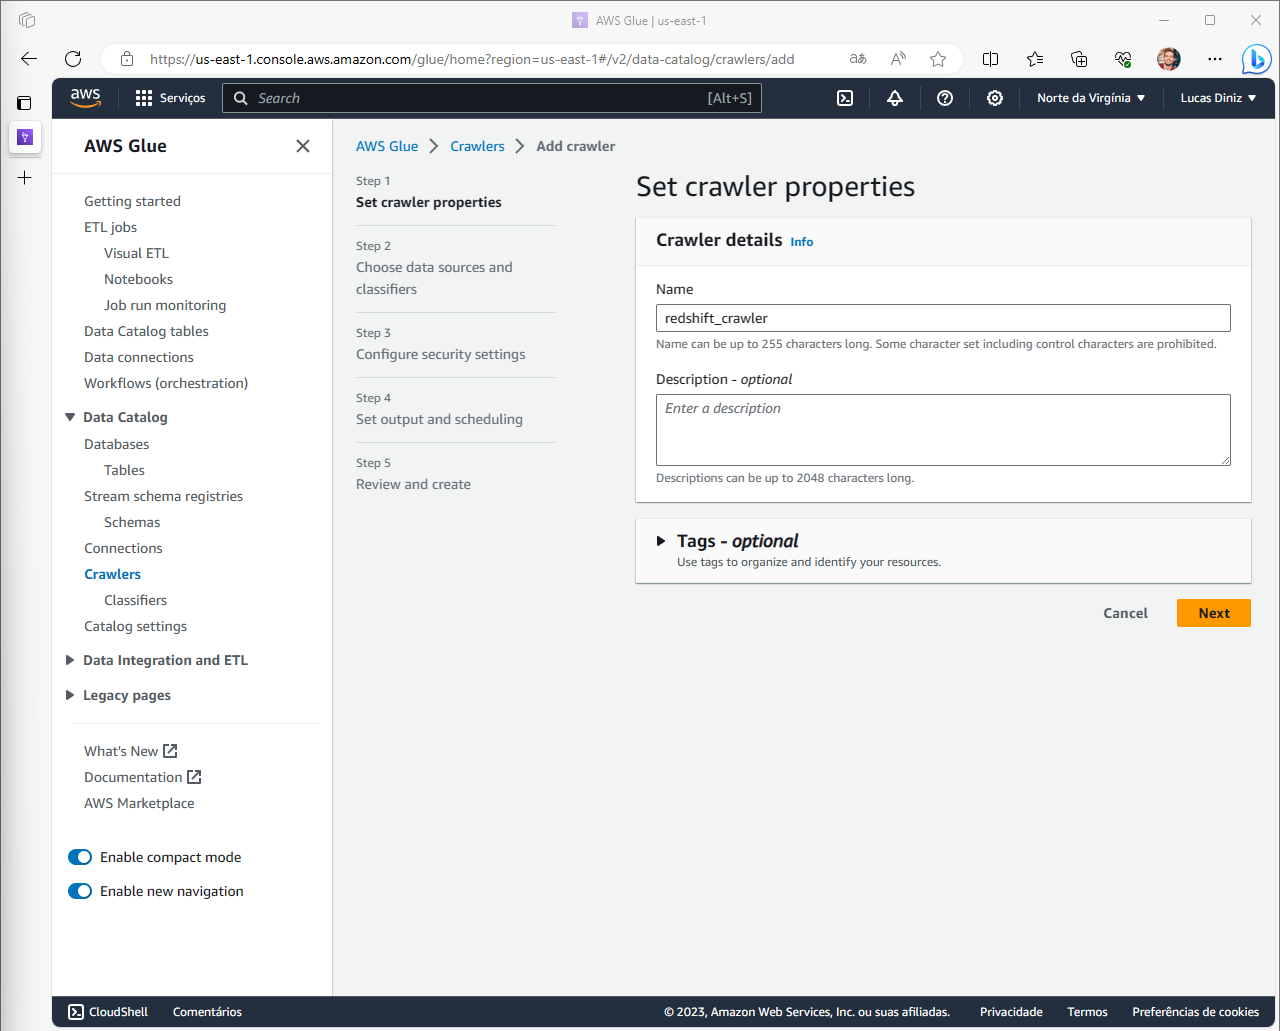 AWS Glue | us-east-1
https://us-east-1.console.aws.amazon.com/glue/home?region=us-east-1#/v2/data-catalog/crawlers/add
aws
Serviços
Search
[Alt+S]
Norte da Virgínia
Lucas Diniz
AWS Glue
Getting started
ETL jobs
Visual ETL
Notebooks
Job run monitoring
Data Catalog tables
Data connections
Workflows (orchestration)
Data Catalog
Databases
Tables
Stream schema registries
Schemas
Connections
Crawlers
Classifiers
Catalog settings
Data Integration and ETL
Legacy pages
What's New
Documentation
AWS Marketplace
Enable compact mode
Enable new navigation
AWS Glue
Crawlers
Add crawler
Step 1
Set crawler properties
Step 2
Choose data sources and
classifiers
Step 3
Configure security settings
Step 4
Set output and scheduling
Step 5
Review and create
Set crawler properties
Crawler details Info
Name
redshift_crawler
Name can be up to 255 characters long. Some character set including control characters are prohibited.
Description - optional
Enter a description
Descriptions can be up to 2048 characters long.
Tags - optional
Use tags to organize and identify your resources.
Cancel
Next
CloudShell
Comentários
© 2023, Amazon Web Services, Inc. ou suas afiliadas.
Privacidade
Termos
Preferências de cookies